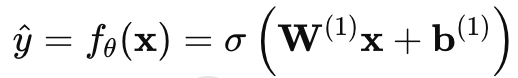 ŷ = f_θ(𝐱) = σ(𝐖^(1)𝐱 + 𝐛^(1))